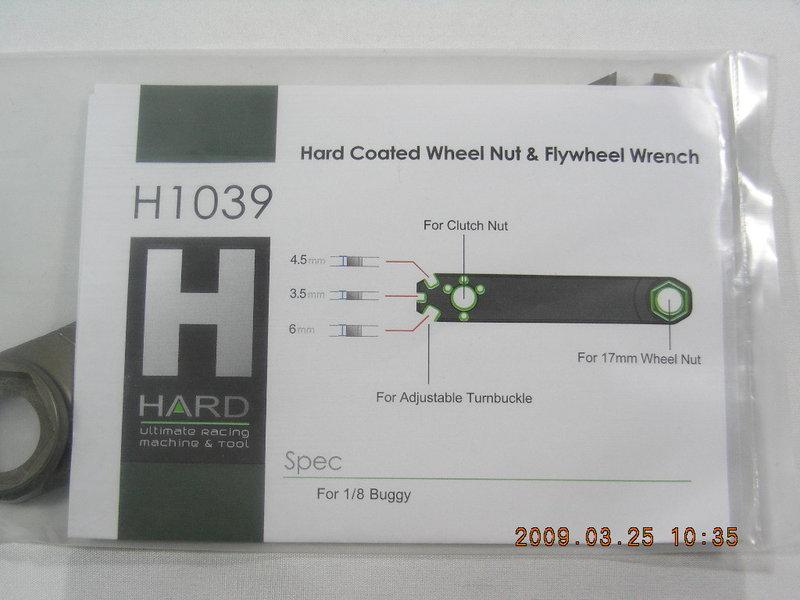 Hard Coated Wheel Nut & Flywheel Wrench
H1039
For Clutch Nut
4.5mm
3.5mm
6mm
For 17mm Wheel Nut
For Adjustable Turnbuckle
H
HARD
ultimate racing
machine & tool
Spec
For 1/8 Buggy
2009.03.25 10:35